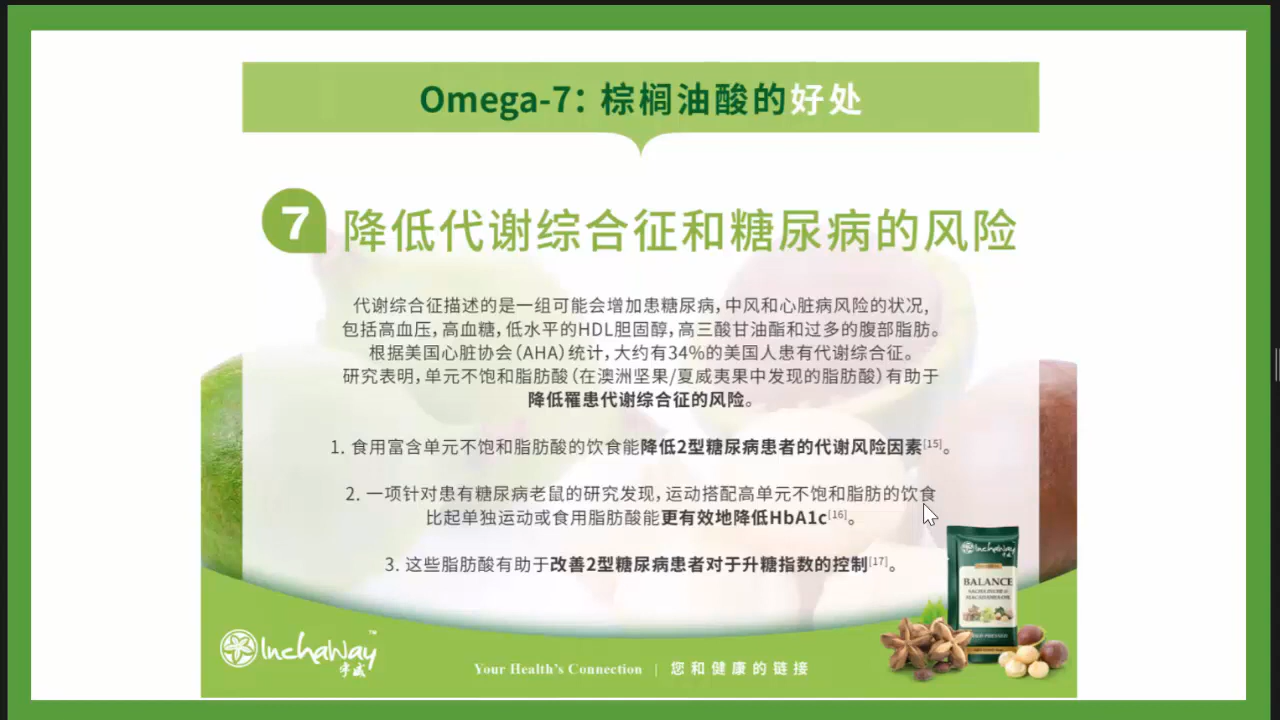 Omega-7：棕榈油酸的好处
7 降低代谢综合征和糖尿病的风险
代谢综合征描述的是一组可能会增加患糖尿病，中风和心脏病风险的状况，
包括高血压，高血糖，低水平的HDL胆固醇，高三酸甘油酯和过多的腹部脂肪。
根据美国心脏协会（AHA）统计，大约有34%的美国人患有代谢综合征。
研究表明，单元不饱和脂肪酸（在澳洲坚果/夏威夷果中发现的脂肪酸）有助于
降低罹患代谢综合征的风险。
1. 食用富含单元不饱和脂肪酸的饮食能降低2型糖尿病患者的代谢风险因素[15]。
2. 一项针对患有糖尿病老鼠的研究发现，运动搭配高单元不饱和脂肪的饮食
比起单独运动或食用脂肪酸能更有效地降低HbA1c[16]。
3. 这些脂肪酸有助于改善2型糖尿病患者对于升糖指数的控制[17]。
InchaWay
BALANCE
InchaWay™
宇威
Your Health's Connection | 您和健康的链接